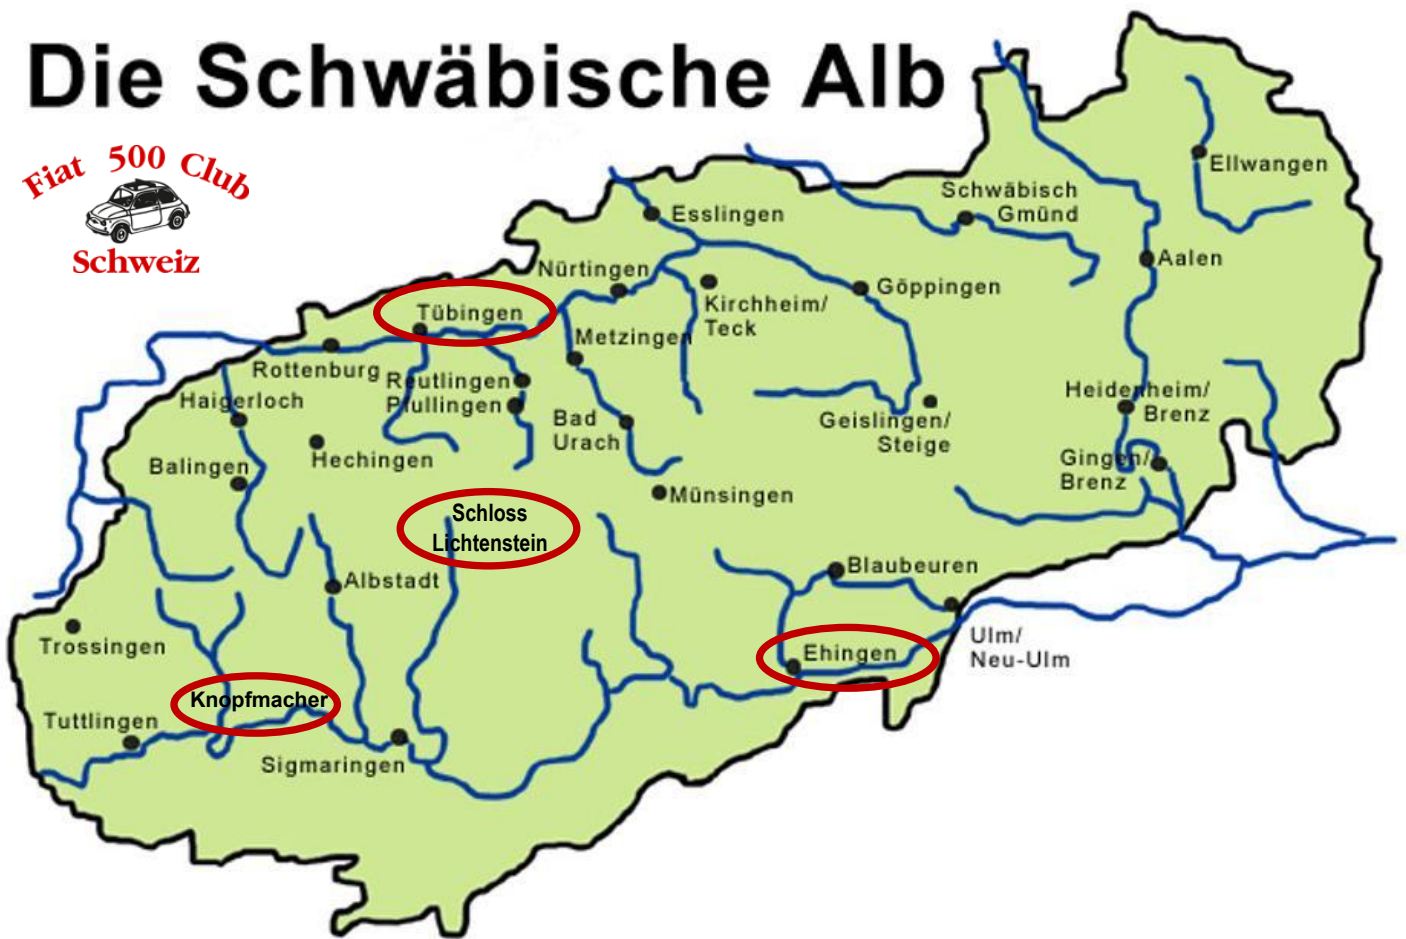 Die Schwäbische Alb
Fiat 500 Club
Schweiz
Ellwangen
Schwäbisch
Gmünd
Esslingen
Aalen
Nürtingen
Göppingen
Kirchheim/
Teck
Tübingen
Metzingen
Rottenburg
Reutlingen
Pfullingen
Haigerloch
Heidenheim/
Brenz
Bad
Urach
Geislingen/
Steige
Hechingen
Balingen
Gingen/
Brenz
Münsingen
Schloss
Lichtenstein
Blaubeuren
Albstadt
Trossingen
Ehingen
Ulm/
Neu-Ulm
Knopfmacher
Tuttlingen
Sigmaringen